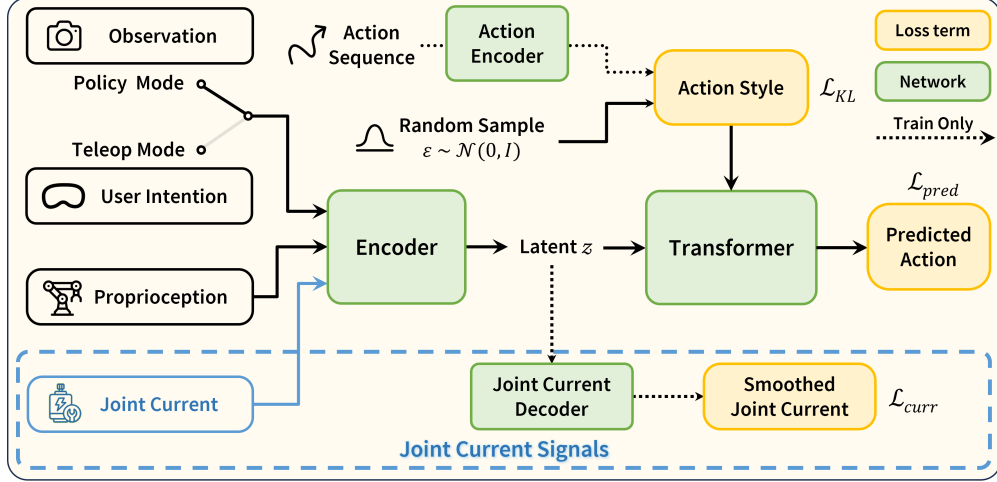 Observation
Policy Mode
Teleop Mode
User Intention
Proprioception
Joint Current
Action
Sequence
Action
Encoder
Random Sample
ε ~ 𝒩(0, I)
Action Style
ℒ_KL
Loss term
Network
Train Only
Encoder
Latent z
Transformer
ℒ_pred
Predicted
Action
Joint Current
Decoder
Smoothed
Joint Current
ℒ_curr
Joint Current Signals